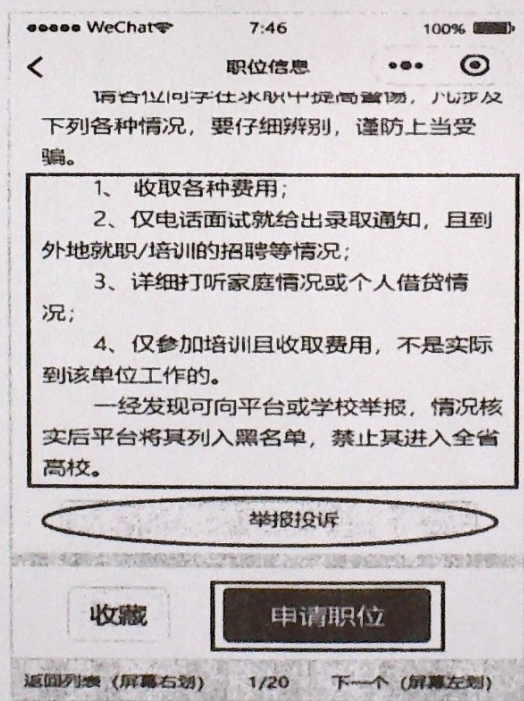 WeChat 7:46 100%
职位信息
请各位同学在求职中提高警惕，凡涉及
下列各种情况，要仔细辨别，谨防上当受
骗。
1、 收取各种费用；
2、 仅电话面试就给出录取通知，且到
外地就职/培训的招聘等情况；
3、 详细打听家庭情况或个人借贷情
况；
4、 仅参加培训且收取费用，不是实际
到该单位工作的。
一经发现可向平台或学校举报，情况核
实后平台将其列入黑名单，禁止其进入全省
高校。
举报投诉
收藏 申请职位
返回列表（屏幕右划） 1/20 下一个（屏幕左划）